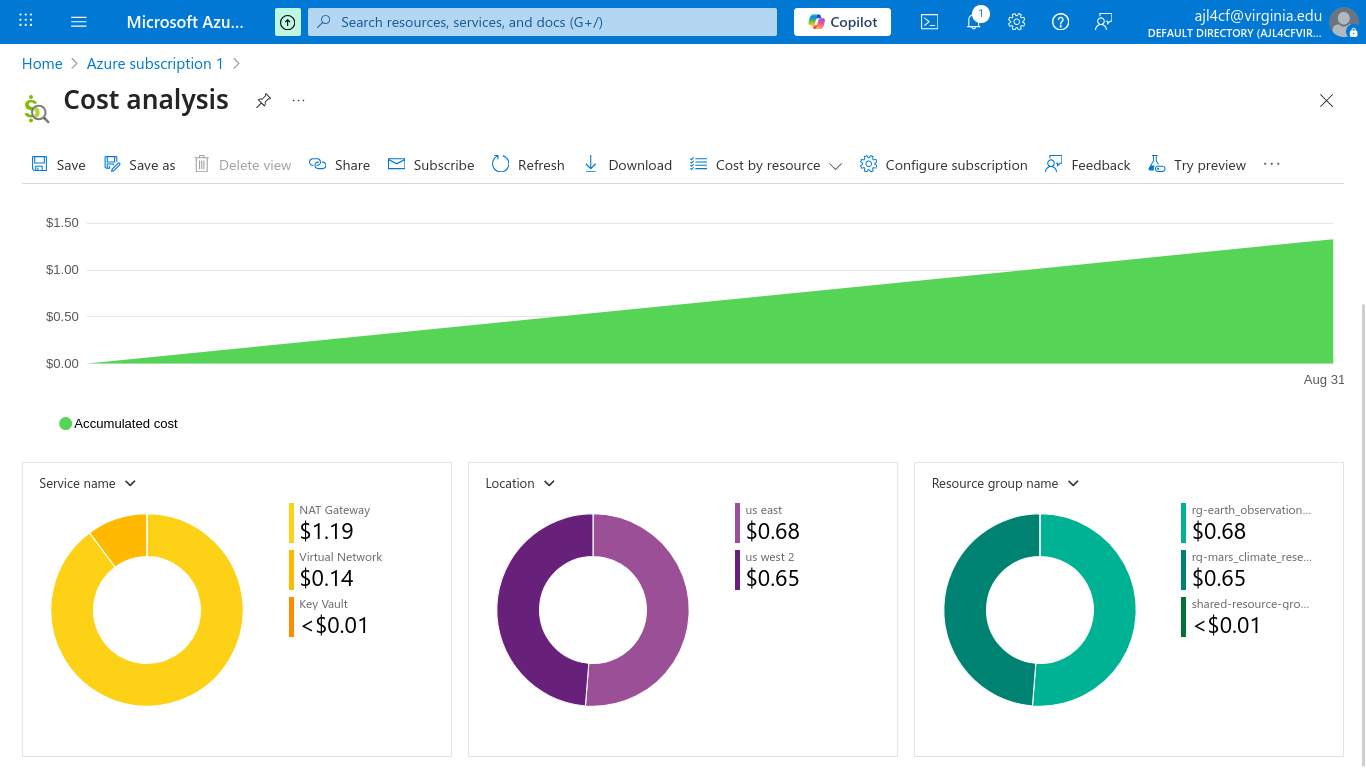 Microsoft Azu...
Search resources, services, and docs (G+/)
Copilot
1
ajl4cf@virginia.edu
DEFAULT DIRECTORY (AJL4CFVIR...
Home
Azure subscription 1
Cost analysis
Save
Save as
Delete view
Share
Subscribe
Refresh
Download
Cost by resource
Configure subscription
Feedback
Try preview
$1.50
$1.00
$0.50
$0.00
Aug 31
Accumulated cost
Service name
NAT Gateway
$1.19
Virtual Network
$0.14
Key Vault
<$0.01
Location
us east
$0.68
us west 2
$0.65
Resource group name
rg-earth_observation...
$0.68
rg-mars_climate_rese...
$0.65
shared-resource-gro...
<$0.01